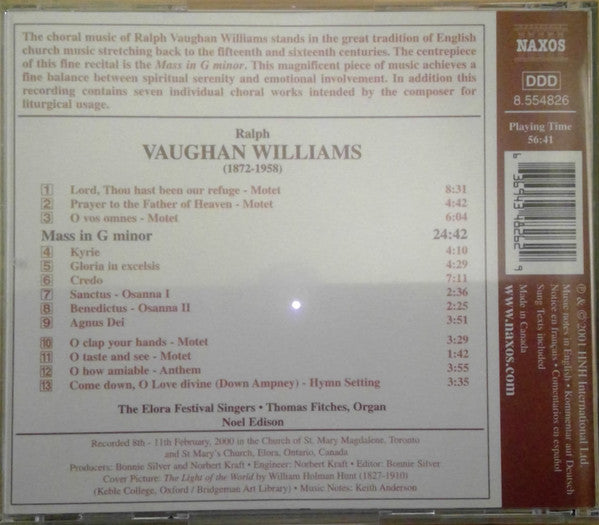 The choral music of Ralph Vaughan Williams stands in the great tradition of English
church music stretching back to the fifteenth and sixteenth centuries. The centrepiece
of this fine recital is the Mass in G minor. This magnificent piece of music achieves a
fine balance between spiritual serenity and emotional involvement. In addition this
recording contains seven individual choral works intended by the composer for
liturgical usage.
NAXOS
DDD
8.554826
Playing Time
56:41
Ralph
VAUGHAN WILLIAMS
(1872-1958)
1 Lord, Thou hast been our refuge - Motet 8:31
2 Prayer to the Father of Heaven - Motet 4:42
3 O vos omnes - Motet 6:04
Mass in G minor 24:42
4 Kyrie 4:10
5 Gloria in excelsis 4:29
6 Credo 7:11
7 Sanctus - Osanna I 2:36
8 Benedictus - Osanna II 2:25
9 Agnus Dei 3:51
10 O clap your hands - Motet 3:29
11 O taste and see - Motet 1:42
12 O how amiable - Anthem 3:55
13 Come down, O Love divine (Down Ampney) - Hymn Setting 3:35
The Elora Festival Singers • Thomas Fitches, Organ
Noel Edison
Recorded 8th - 11th February, 2000 in the Church of St. Mary Magdalene, Toronto
and St Mary's Church, Elora, Ontario, Canada
Producers: Bonnie Silver and Norbert Kraft • Engineer: Norbert Kraft • Editor: Bonnie Silver
Cover Picture: The Light of the World by William Holman Hunt (1827-1910)
(Keble College, Oxford / Bridgeman Art Library) • Music Notes: Keith Anderson
6 36943 48262 9
℗ & © 2001 HNH International Ltd.
Music notes in English • Kommentar auf Deutsch
Notice en français • Comentarios en español
Sung Texts included
Made in Canada
www.naxos.com